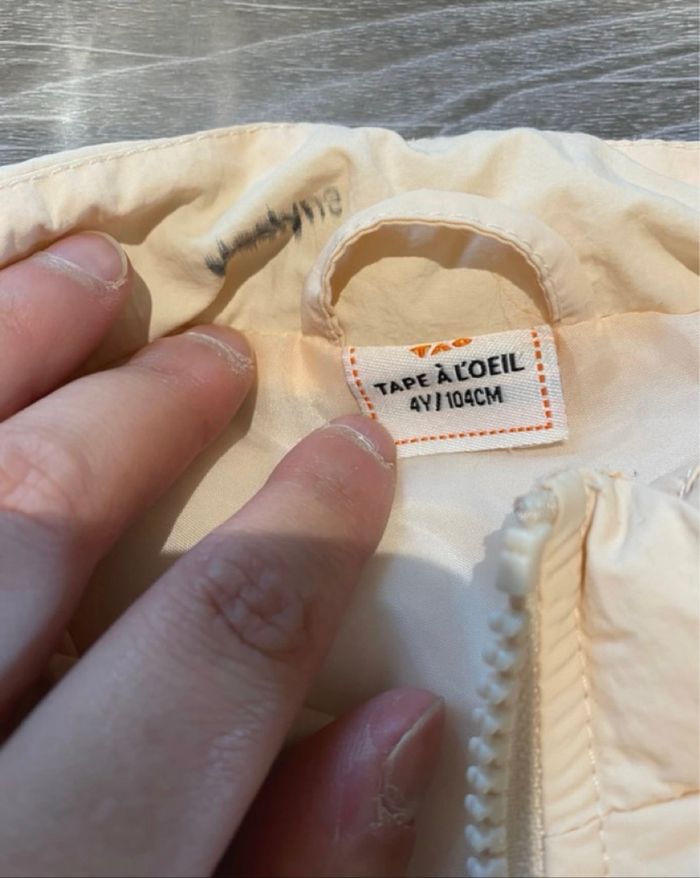 TAO
TAPE À L'OEIL
4Y/104CM